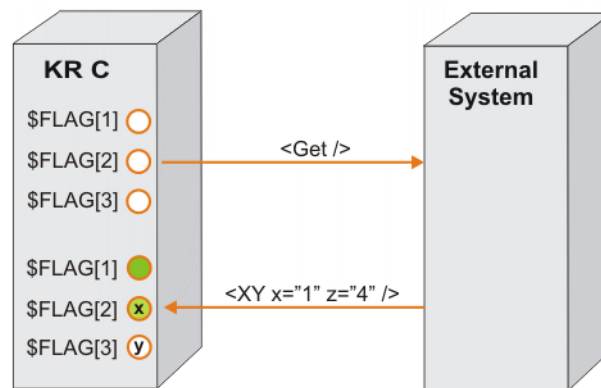 KR C
External
System
$FLAG[1]
$FLAG[2]
<Get />
$FLAG[3]
$FLAG[1]
<XY x=”1” z=”4” />
$FLAG[2] x
$FLAG[3] y